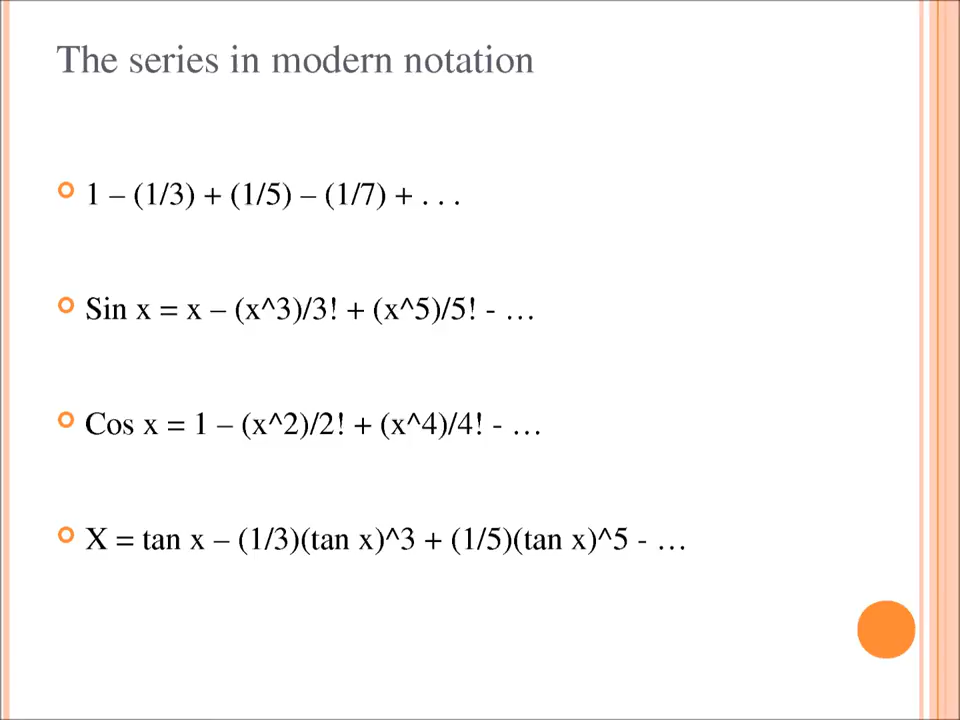 The series in modern notation
1 – (1/3) + (1/5) – (1/7) + . . .
Sin x = x – (x^3)/3! + (x^5)/5! - …
Cos x = 1 – (x^2)/2! + (x^4)/4! - …
X = tan x – (1/3)(tan x)^3 + (1/5)(tan x)^5 - …